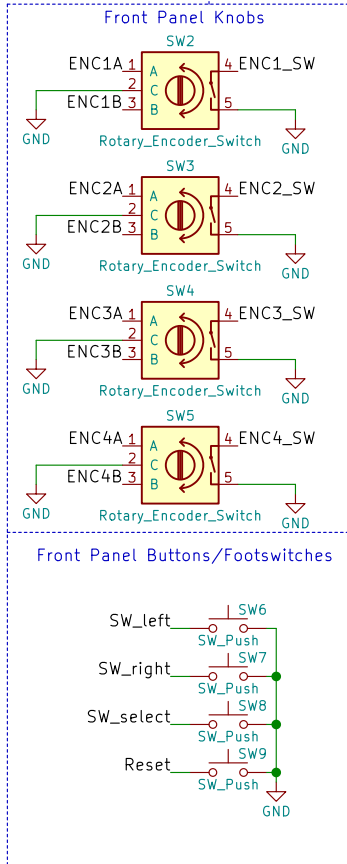 Front Panel Knobs
SW2
ENC1A 1 A 4 ENC1_SW
2 C
ENC1B 3 B 5
GND
GND
Rotary_Encoder_Switch
SW3
ENC2A 1 A 4 ENC2_SW
2 C
ENC2B 3 B 5
GND
GND
Rotary_Encoder_Switch
SW4
ENC3A 1 A 4 ENC3_SW
2 C
ENC3B 3 B 5
GND
GND
Rotary_Encoder_Switch
SW5
ENC4A 1 A 4 ENC4_SW
2 C
ENC4B 3 B 5
GND
GND
Rotary_Encoder_Switch
Front Panel Buttons/Footswitches
SW6
SW_left
SW_Push
SW7
SW_right
SW_Push
SW8
SW_select
SW_Push
SW9
Reset
SW_Push
GND